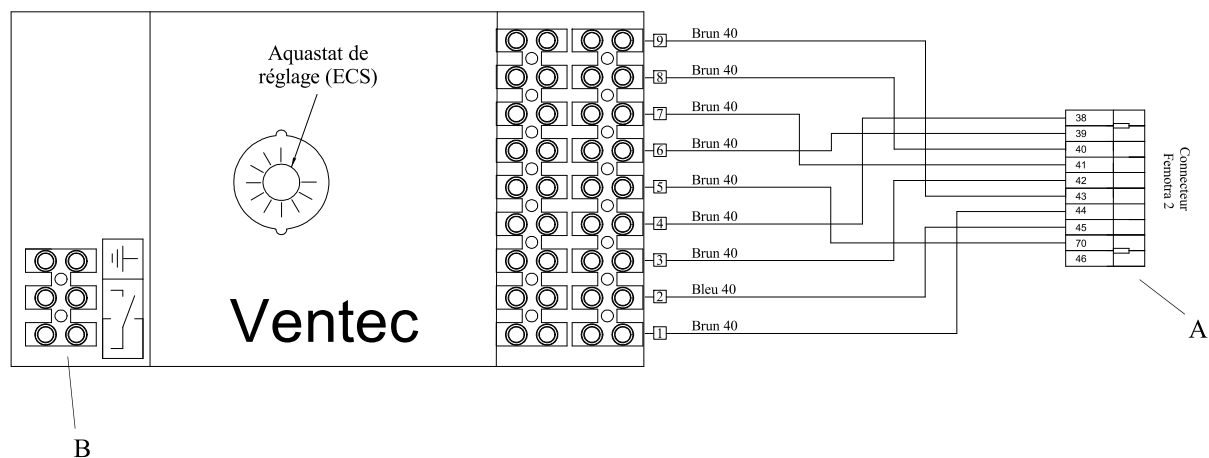 Aquastat de
réglage (ECS)
Ventec
B
9 Brun 40
8 Brun 40
7 Brun 40
6 Brun 40
5 Brun 40
4 Brun 40
3 Brun 40
2 Bleu 40
1 Brun 40
38
39
40
41
42
43
44
45
70
46
Connecteur
Femotra 2
A